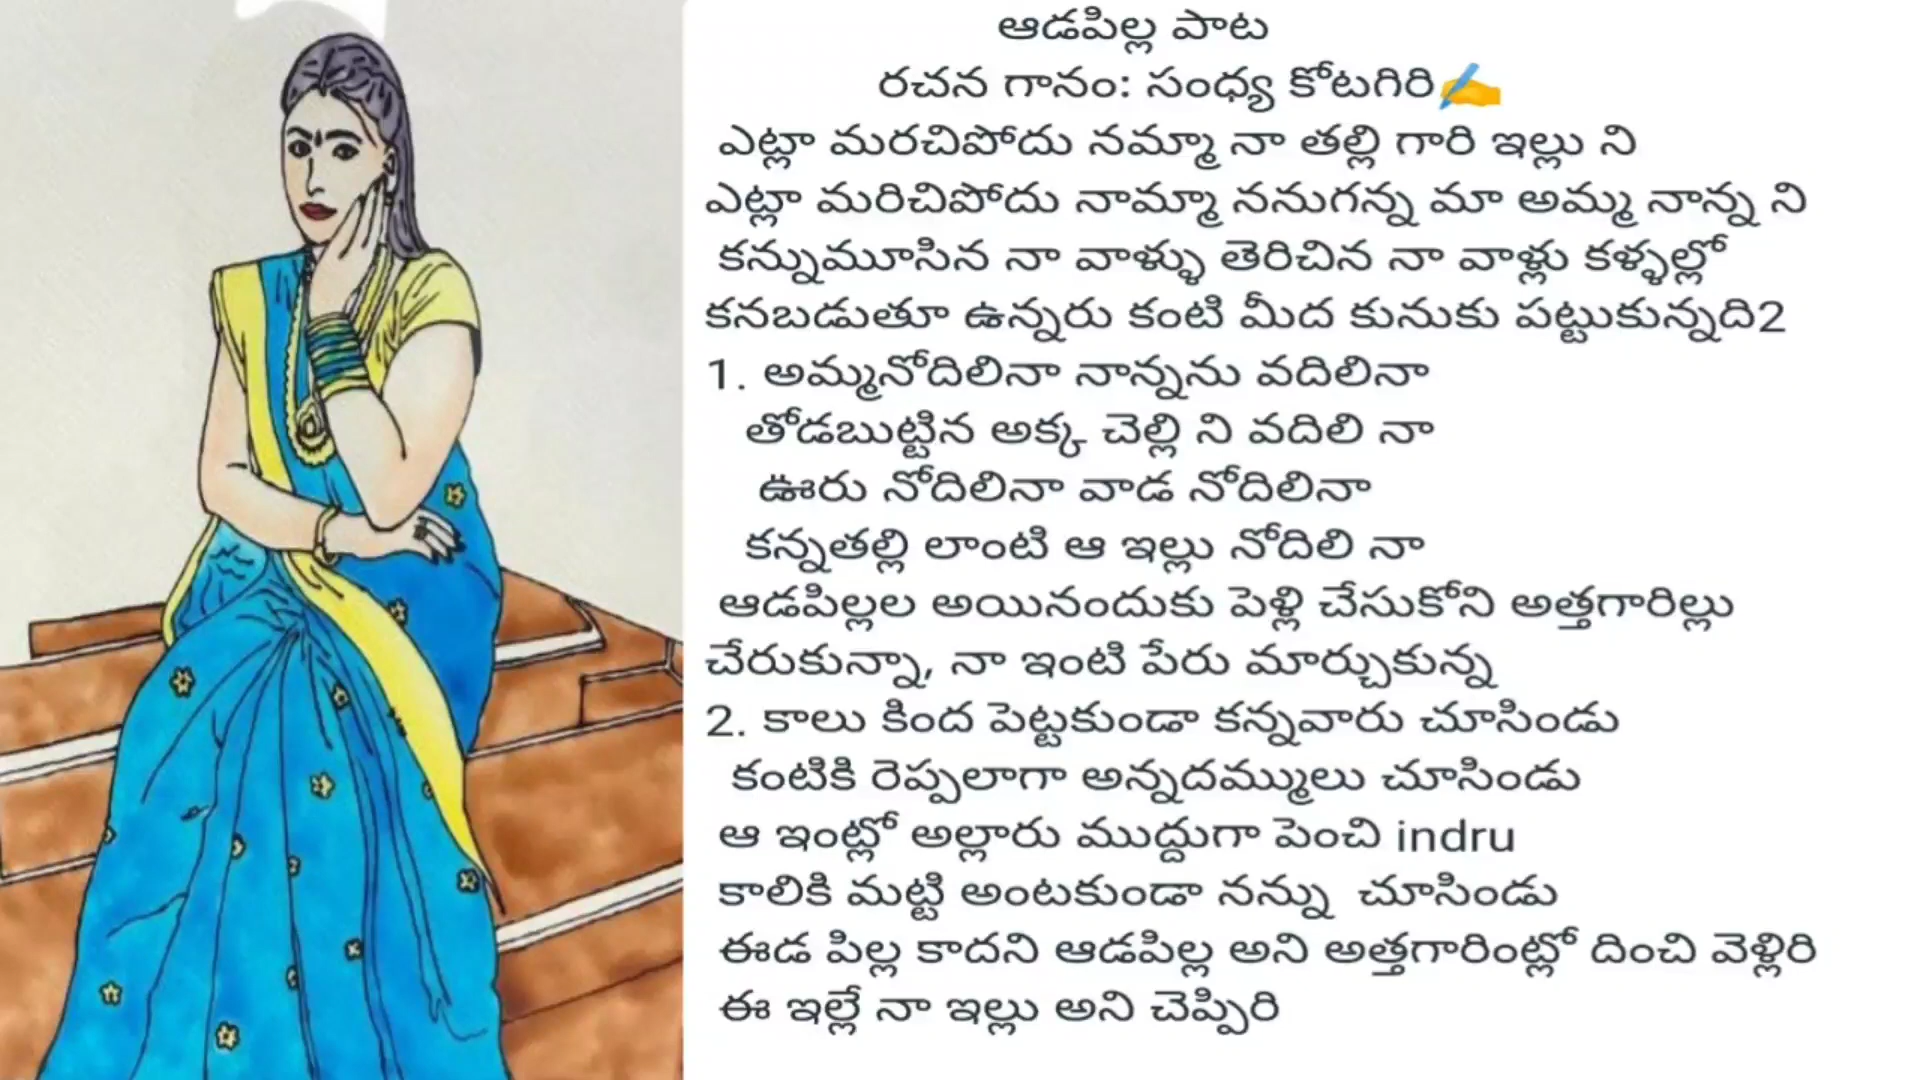 ఆడపిల్ల పాట
రచన గానం: సంధ్య కోటగిరి✍️
ఎట్లా మరచిపోదు నమ్మా నా తల్లి గారి ఇల్లు ని
ఎట్లా మరిచిపోదు నామ్మా ననుగన్న మా అమ్మ నాన్న ని
కన్నుమూసిన నా వాళ్ళు తెరిచిన నా వాళ్లు కళ్ళల్లో
కనబడుతూ ఉన్నరు కంటి మీద కునుకు పట్టుకున్నది2
1. అమ్మనోదిలినా నాన్నను వదిలినా
తోడబుట్టిన అక్క చెల్లి ని వదిలి నా
ఊరు నోదిలినా వాడ నోదిలినా
కన్నతల్లి లాంటి ఆ ఇల్లు నోదిలి నా
ఆడపిల్లల అయినందుకు పెళ్లి చేసుకోని అత్తగారిల్లు
చేరుకున్నా, నా ఇంటి పేరు మార్చుకున్న
2. కాలు కింద పెట్టకుండా కన్నవారు చూసిండు
కంటికి రెప్పలాగా అన్నదమ్ములు చూసిండు
ఆ ఇంట్లో అల్లారు ముద్దుగా పెంచి indru
కాలికి మట్టి అంటకుండా నన్ను చూసిండు
ఈడ పిల్ల కాదని ఆడపిల్ల అని అత్తగారింట్లో దించి వెళ్లిరి
ఈ ఇల్లే నా ఇల్లు అని చెప్పిరి